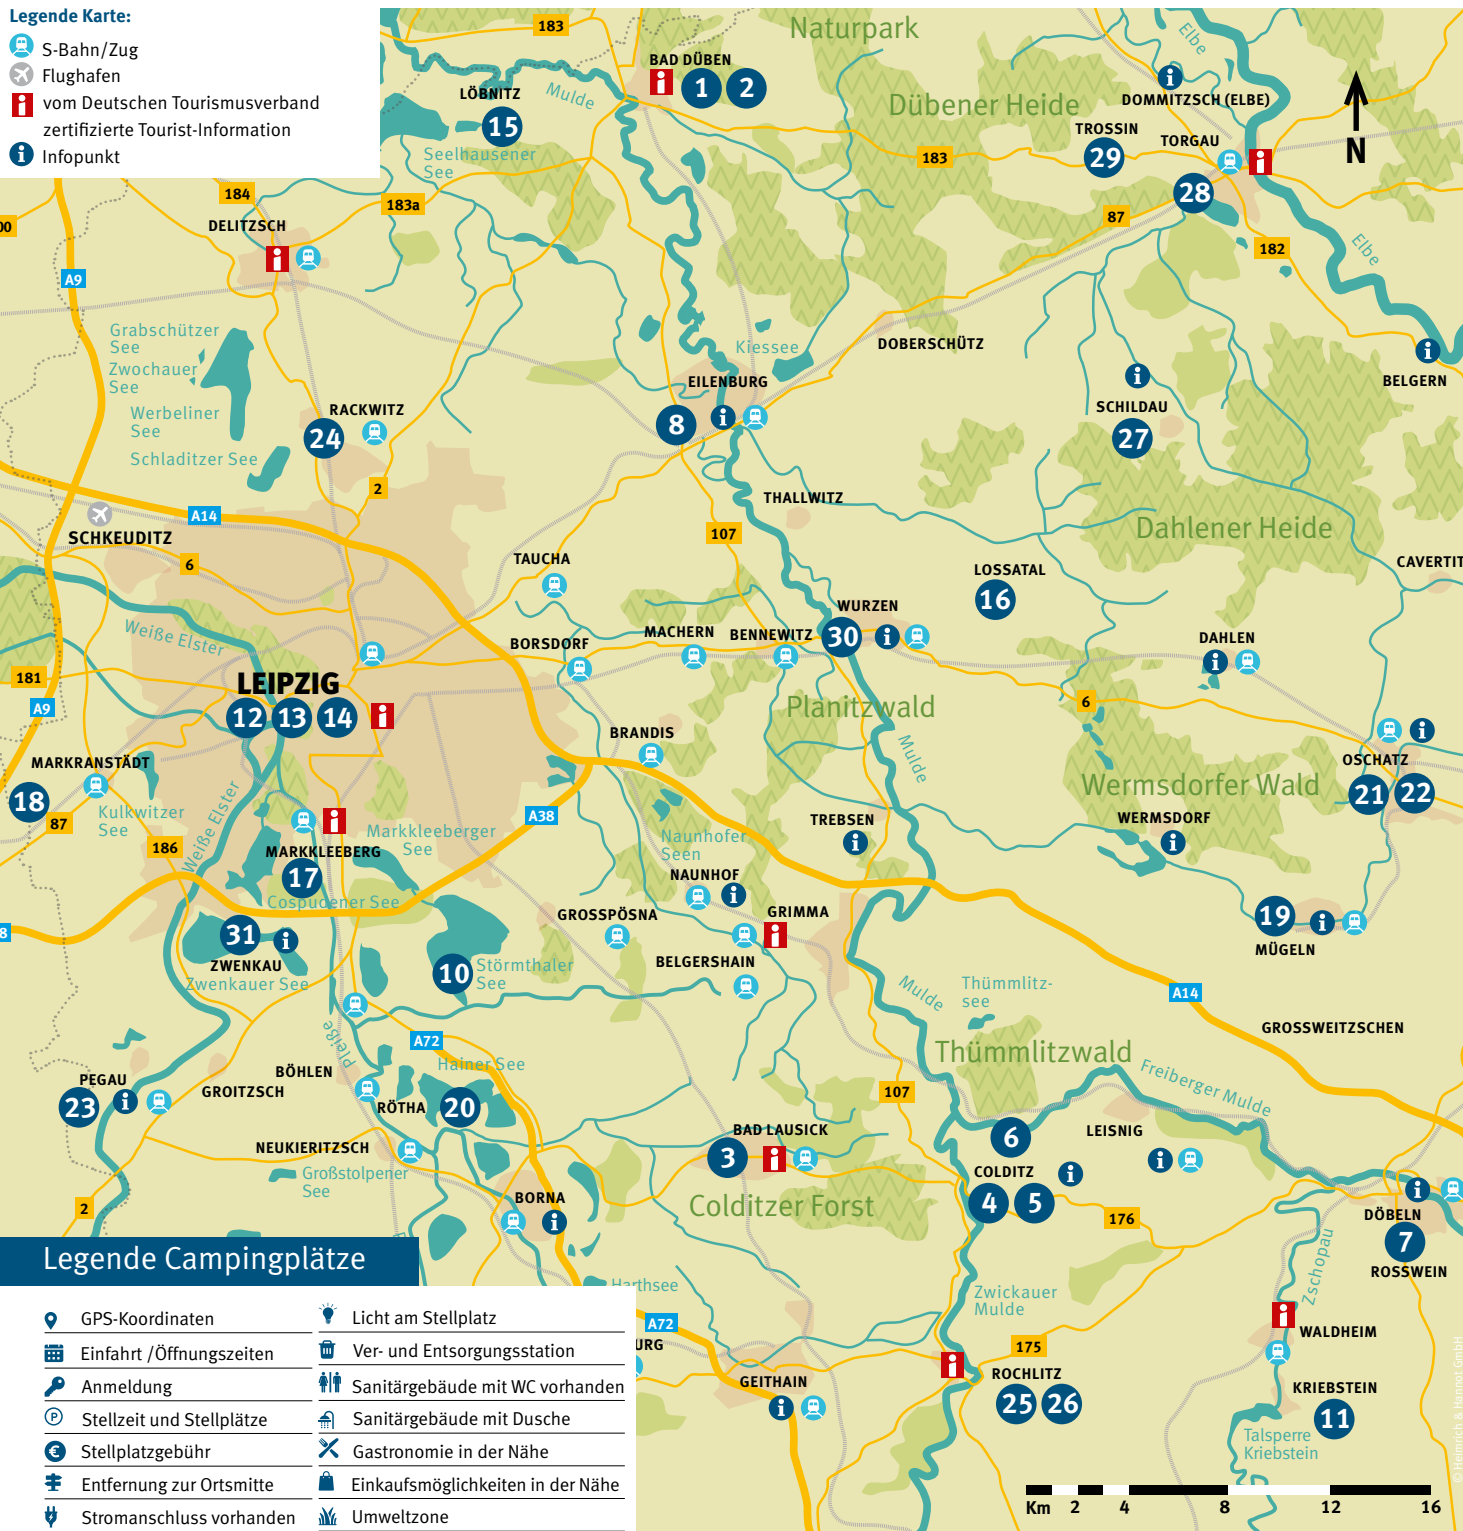 Legende Karte:
S-Bahn/Zug
Flughafen
vom Deutschen Tourismusverband
zertifizierte Tourist-Information
Infopunkt
183
Naturpark
Elbe
BAD DÜBEN
1 2
LÖBNITZ
15
Mulde
Dübener Heide
DOMMITZSCH (ELBE)
TROSSIN
29
TORGAU
N
Seelhausener
See
183
28
184
183a
87
182
Elbe
00
DELITZSCH
A9
Grabschützer
See
Zwochauer
See
Werbeliner
See
Schladitzer See
Kiessee
DOBERSCHÜTZ
BELGERN
EILENBURG
8
RACKWITZ
24
SCHILDAU
27
2
THALLWITZ
A14
SCHKEUDITZ
6
107
Dahlener Heide
TAUCHA
LOSSATAL
16
CAVERTIT
WURZEN
30
Weiße Elster
BORSDORF
MACHERN
BENNEWITZ
DAHLEN
181
LEIPZIG
12 13 14
A9
Planitzwald
6
BRANDIS
Mulde
MARKRANSTÄDT
18
87
Kulkwitzer
See
Weiße Elster
186
OSCHATZ
21 22
Wermsdorfer Wald
WERMSDORF
A38
Markkleeberger
See
MARKKLEEBERG
17
Cospudener See
Naunhofer
Seen
TREBSEN
NAUNHOF
GROSSPÖSNA
GRIMMA
19
MÜGELN
8
31
ZWENKAU
Zwenkauer See
10
Störmthaler
See
BELGERSHAIN
Mulde
Thümmlitz-
see
A14
GROSSWEITZSCHEN
Pleiße
A72
Hainer See
Thümmlitzwald
Freiberger Mulde
PEGAU
23
BÖHLEN
GROITZSCH
RÖTHA
20
107
NEUKIERITZSCH
Großstolpener
See
BAD LAUSICK
3
6
LEISNIG
COLDITZ
4 5
Colditzer Forst
176
BORNA
2
DÖBELN
7
ROSSWEIN
Zschopau
Harthsee
Zwickauer
Mulde
A72
URG
175
WALDHEIM
GEITHAIN
ROCHLITZ
25 26
KRIEBSTEIN
11
Talsperre
Kriebstein
Legende Campingplätze
GPS-Koordinaten
Einfahrt /Öffnungszeiten
Anmeldung
P Stellzeit und Stellplätze
€ Stellplatzgebühr
Entfernung zur Ortsmitte
Stromanschluss vorhanden
Licht am Stellplatz
Ver- und Entsorgungsstation
Sanitärgebäude mit WC vorhanden
Sanitärgebäude mit Dusche
Gastronomie in der Nähe
Einkaufsmöglichkeiten in der Nähe
Umweltzone
Km 2 4 8 12 16
© Helmrich & Hannot GmbH